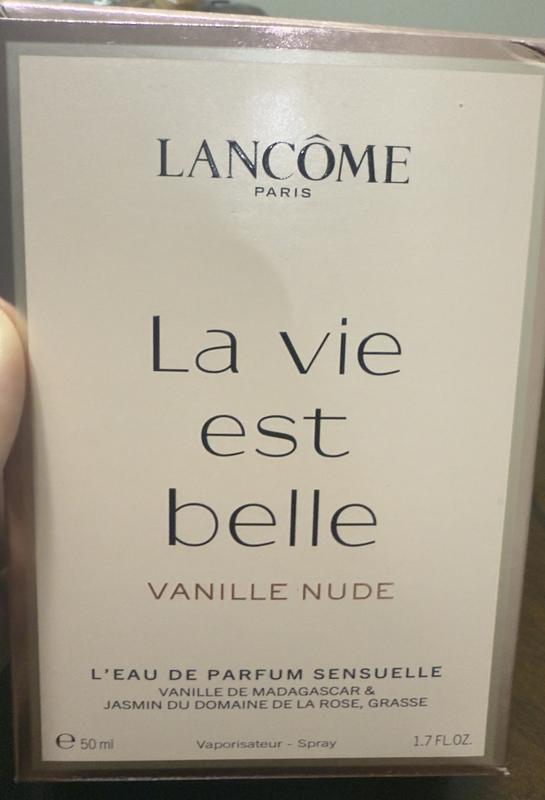 LANCÔME
PARIS
La vie
est
belle
VANILLE NUDE
L'EAU DE PARFUM SENSUELLE
VANILLE DE MADAGASCAR &
JASMIN DU DOMAINE DE LA ROSE, GRASSE
℮ 50 ml Vaporisateur - Spray 1.7 FL.OZ.